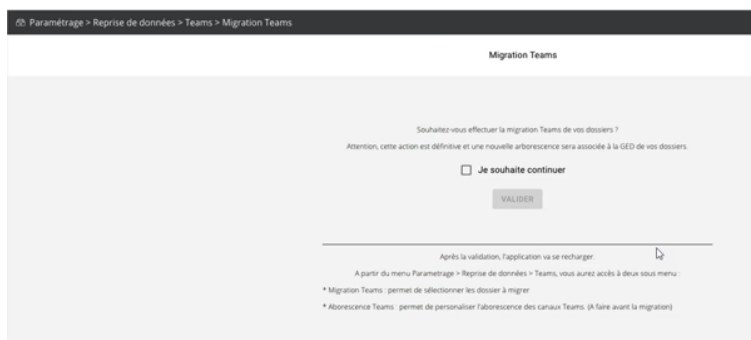 Paramétrage > Reprise de données > Teams > Migration Teams
Migration Teams
Souhaitez-vous effectuer la migration Teams de vos dossiers ?
Attention, cette action est définitive et une nouvelle arborescence sera associée à la GED de vos dossiers.
Je souhaite continuer
VALIDER
Après la validation, l'application va se recharger.
A partir du menu Parametrage > Reprise de données > Teams, vous aurez accès à deux sous menu :
* Migration Teams : permet de sélectionner les dossier à migrer
* Aborescence Teams : permet de personaliser l'aborescence des canaux Teams. (A faire avant la migration)